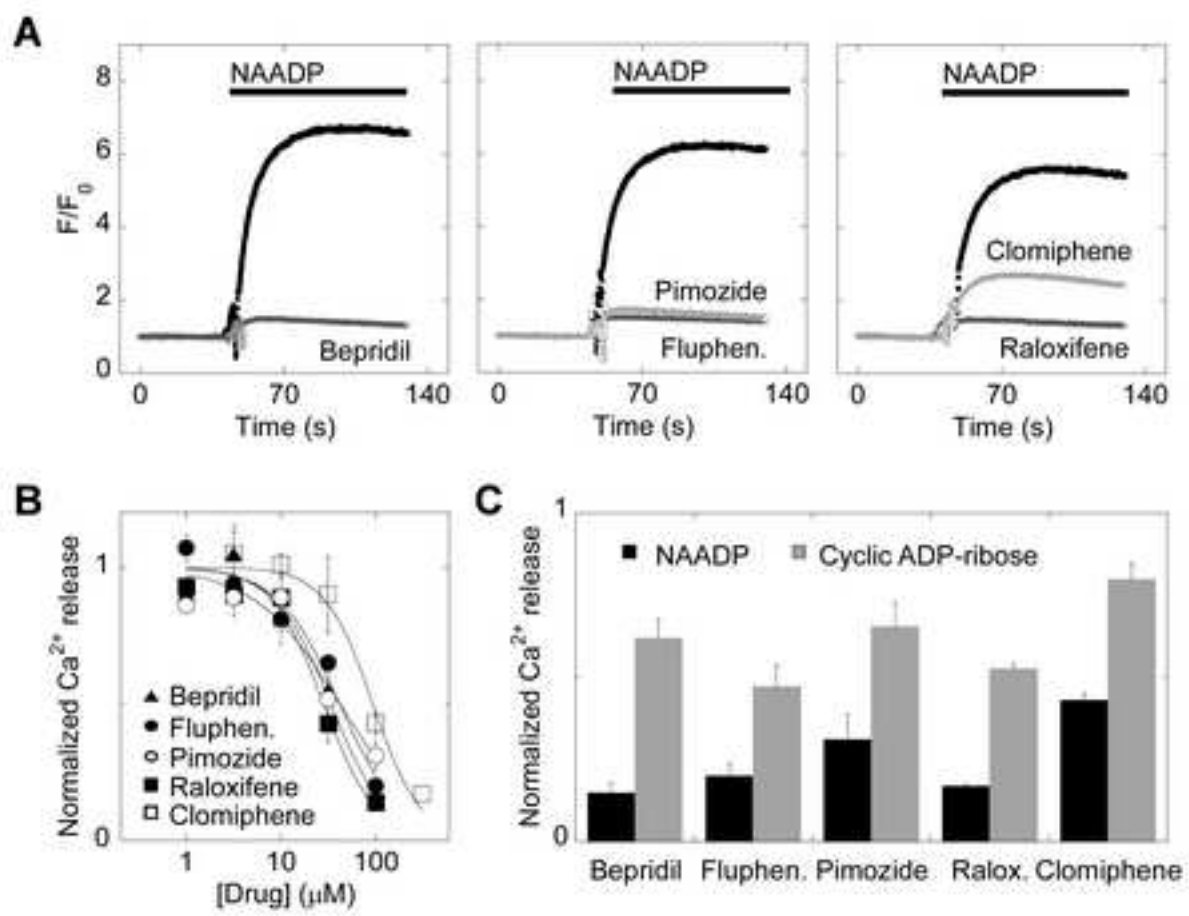 A
NAADP NAADP NAADP
8
6
4
2
0
F/F0
Bepridil
Pimozide
Fluphen.
Clomiphene
Raloxifene
0 70 140 0 70 140 0 70 140
Time (s) Time (s) Time (s)
B
Normalized Ca2+ release
1
0
Bepridil
Fluphen.
Pimozide
Raloxifene
Clomiphene
1 10 100
[Drug] (μM)
C
Normalized Ca2+ release
1
0
NAADP Cyclic ADP-ribose
Bepridil Fluphen. Pimozide Ralox. Clomiphene